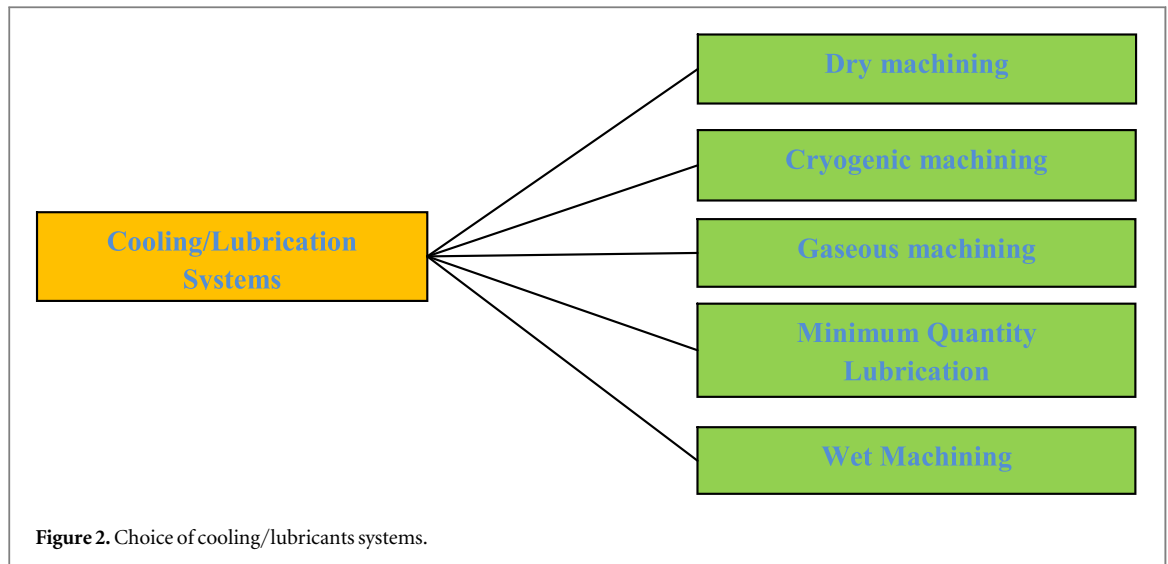 Dry machining
Cryogenic machining
Cooling/Lubrication
Systems
Gaseous machining
Minimum Quantity
Lubrication
Wet Machining
Figure 2. Choice of cooling/lubricants systems.